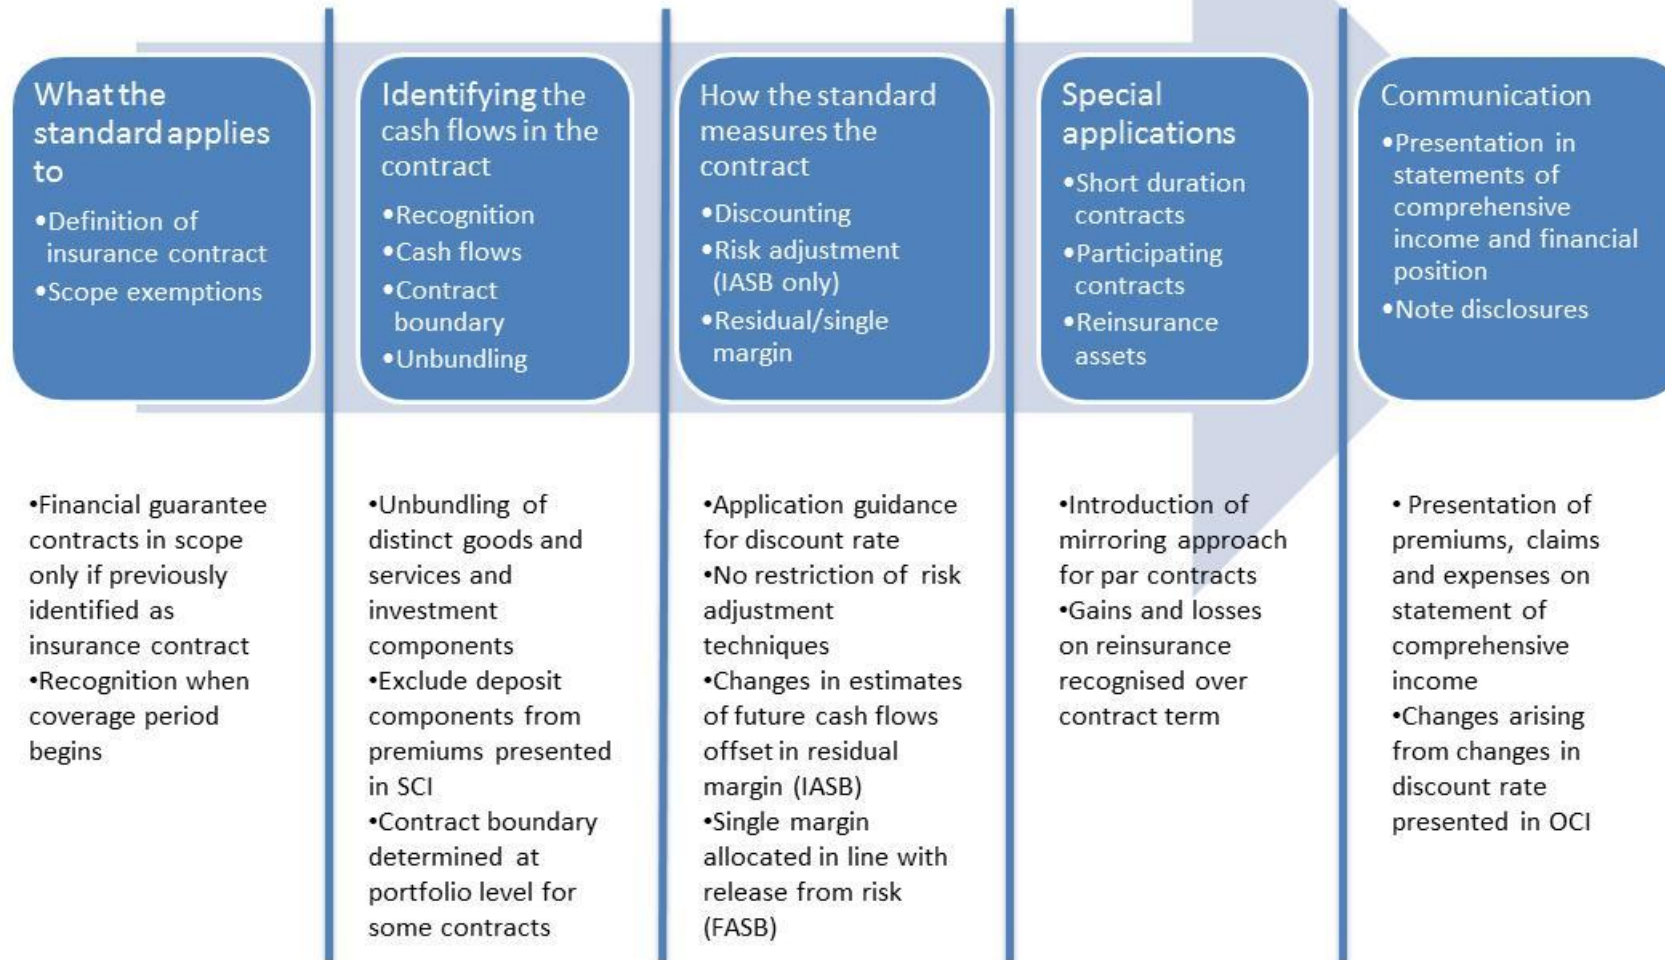 What the
standard applies
to
•Definition of
insurance contract
•Scope exemptions
Identifying the
cash flows in the
contract
•Recognition
•Cash flows
•Contract
boundary
•Unbundling
How the standard
measures the
contract
•Discounting
•Risk adjustment
(IASB only)
•Residual/single
margin
Special
applications
•Short duration
contracts
•Participating
contracts
•Reinsurance
assets
Communication
•Presentation in
statements of
comprehensive
income and financial
position
•Note disclosures
•Financial guarantee
contracts in scope
only if previously
identified as
insurance contract
•Recognition when
coverage period
begins
•Unbundling of
distinct goods and
services and
investment
components
•Exclude deposit
components from
premiums presented
in SCI
•Contract boundary
determined at
portfolio level for
some contracts
•Application guidance
for discount rate
•No restriction of risk
adjustment
techniques
•Changes in estimates
of future cash flows
offset in residual
margin (IASB)
•Single margin
allocated in line with
release from risk
(FASB)
•Introduction of
mirroring approach
for par contracts
•Gains and losses
on reinsurance
recognised over
contract term
• Presentation of
premiums, claims
and expenses on
statement of
comprehensive
income
•Changes arising
from changes in
discount rate
presented in OCI